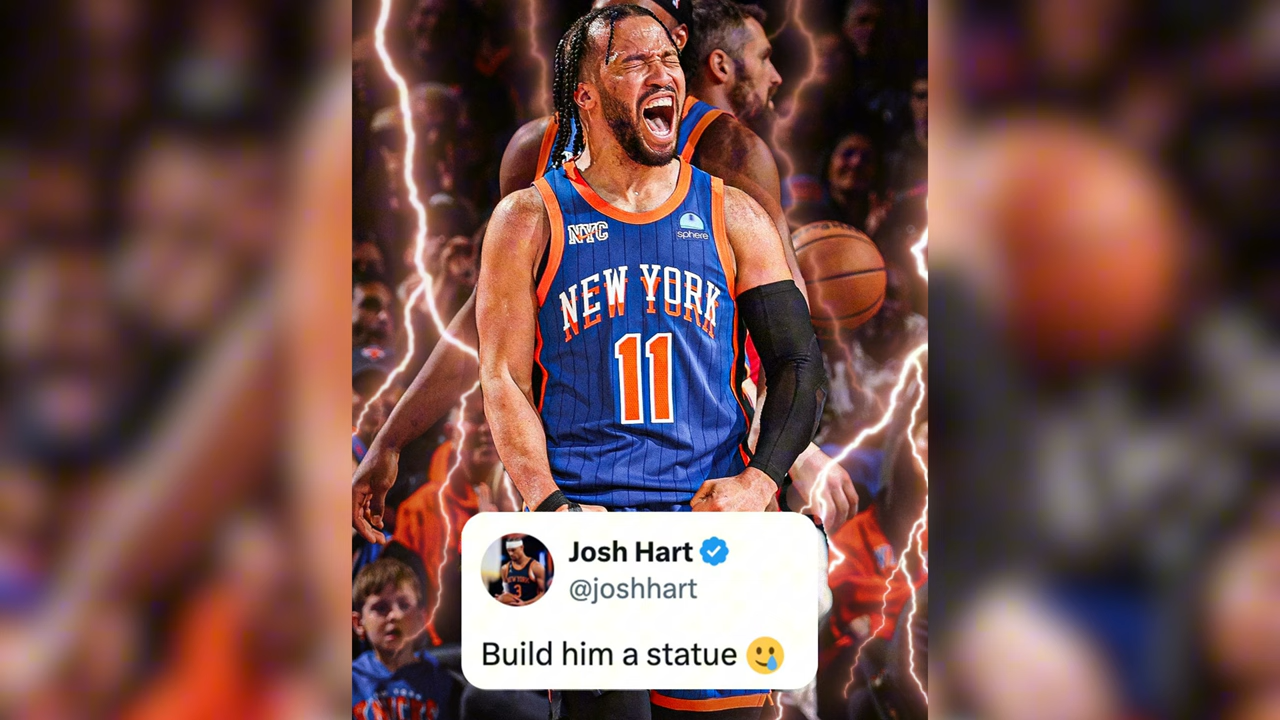 NYC
sphere
NEW YORK
11
Josh Hart
@joshhart
Build him a statue 🥲